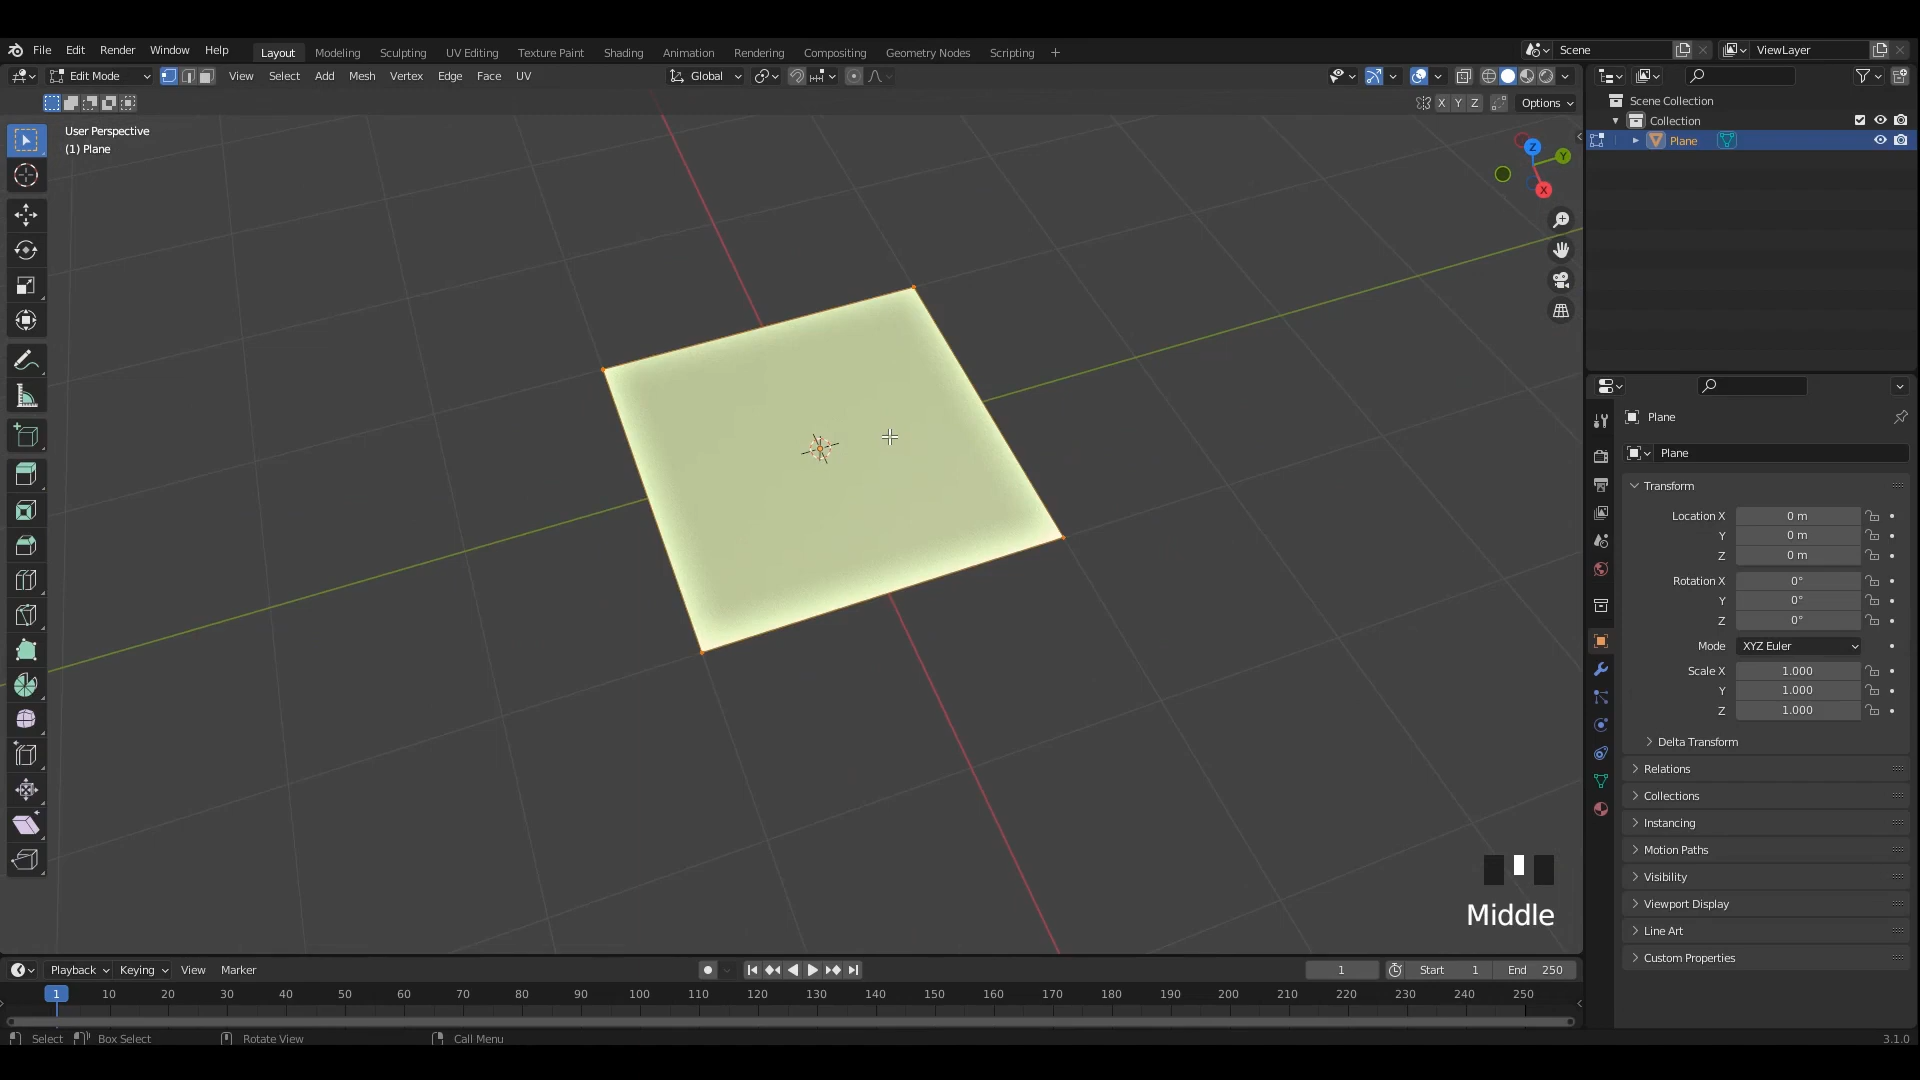 File Edit Render Window Help Layout Modeling Sculpting UV Editing Texture Paint Shading Animation Rendering Compositing Geometry Nodes Scripting + Scene ViewLayer
Edit Mode View Select Add Mesh Vertex Edge Face UV Global
X Y Z Options
Scene Collection
Collection
Plane
User Perspective
(1) Plane
Z
Y
X
Plane
Plane
Transform
Location X 0 m
Y 0 m
Z 0 m
Rotation X 0°
Y 0°
Z 0°
Mode XYZ Euler
Scale X 1.000
Y 1.000
Z 1.000
Delta Transform
Relations
Collections
Instancing
Motion Paths
Visibility
Viewport Display
Line Art
Custom Properties
Middle
Playback Keying View Marker 1 Start 1 End 250
1 10 20 30 40 50 60 70 80 90 100 110 120 130 140 150 160 170 180 190 200 210 220 230 240 250
Select Box Select Rotate View Call Menu 3.1.0